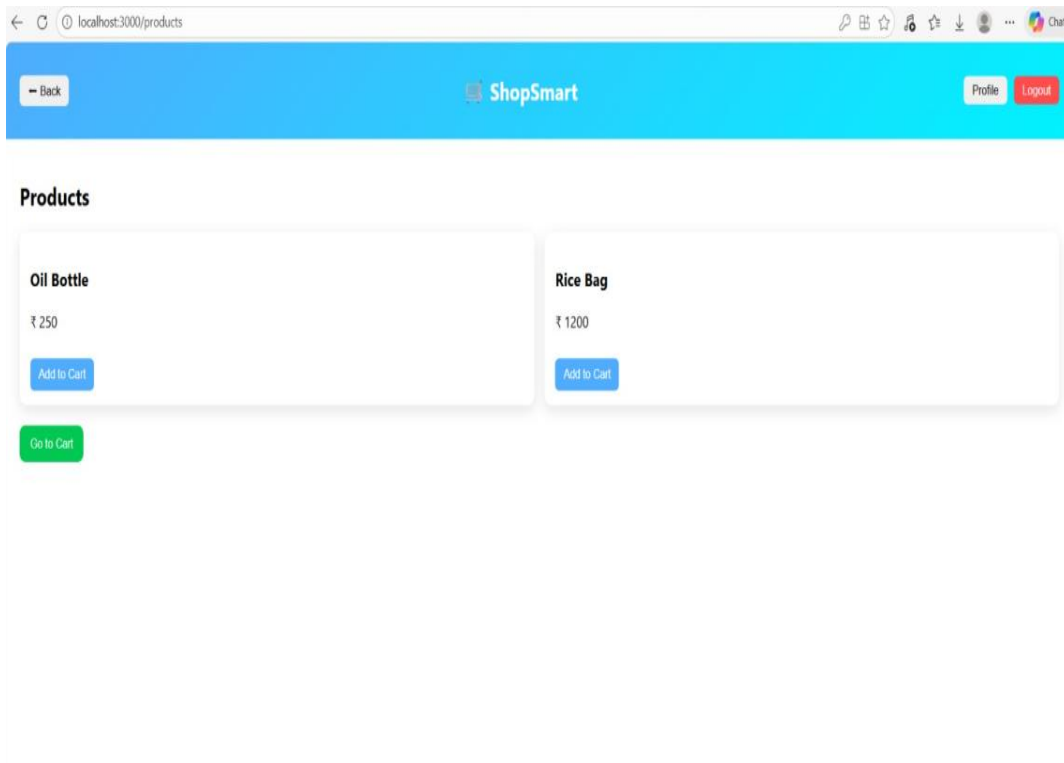 localhost:3000/products
Chat
Back
ShopSmart
Profile
Logout
Products
Oil Bottle
Rice Bag
₹ 250
₹ 1200
Add to Cart
Add to Cart
Go to Cart